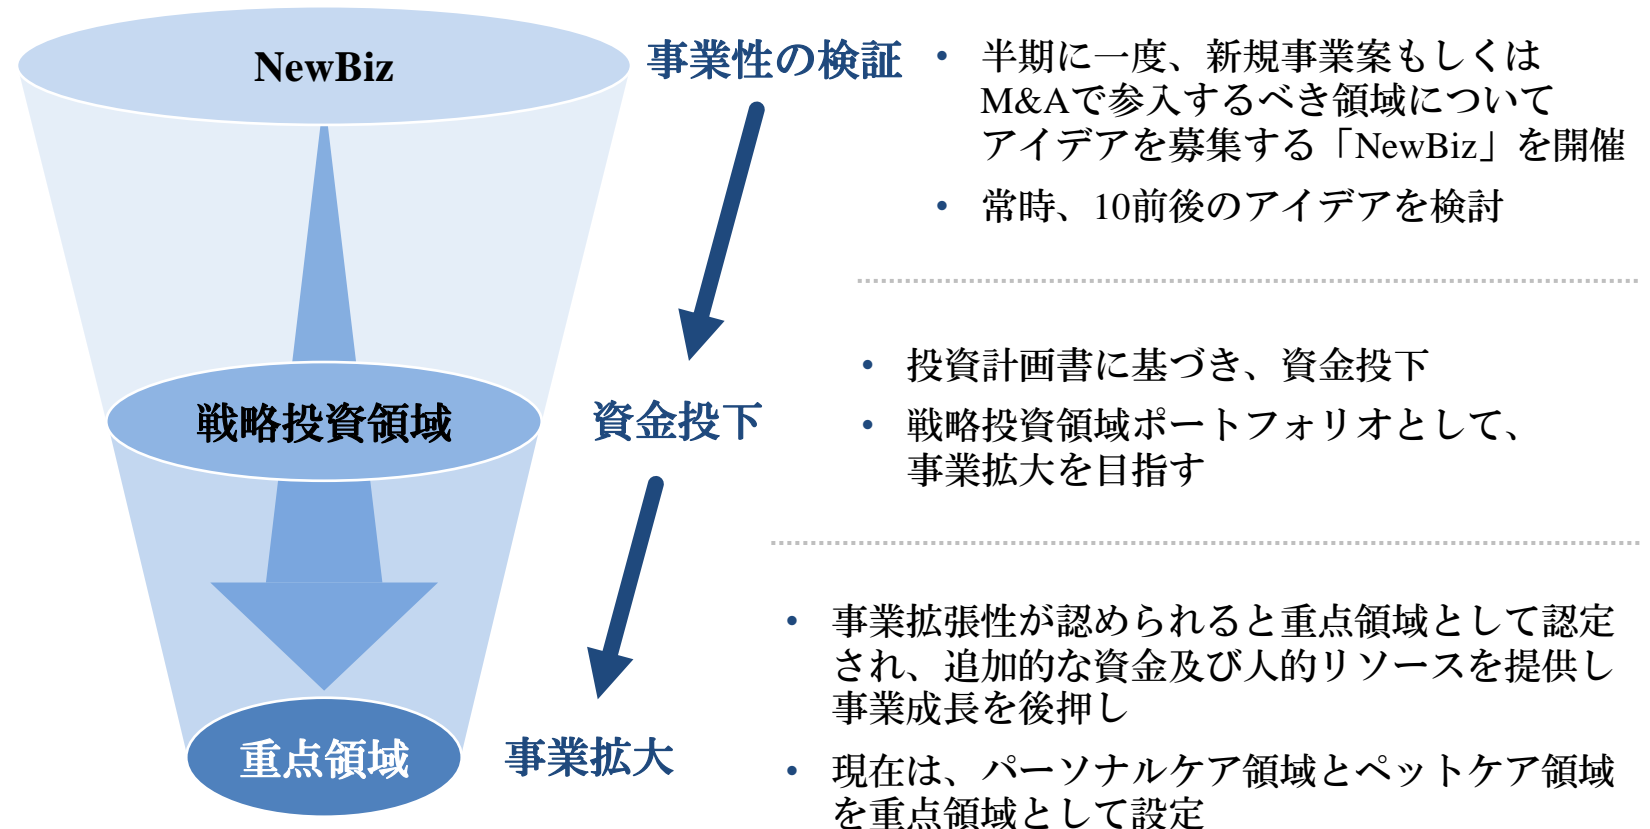 NewBiz
事業性の検証
• 半期に一度、新規事業案もしくは
M&Aで参入するべき領域について
アイデアを募集する「NewBiz」を開催
• 常時、10前後のアイデアを検討
戦略投資領域
資金投下
• 投資計画書に基づき、資金投下
• 戦略投資領域ポートフォリオとして、
事業拡大を目指す
重点領域
事業拡大
• 事業拡張性が認められると重点領域として認定
され、追加的な資金及び人的リソースを提供し
事業成長を後押し
• 現在は、パーソナルケア領域とペットケア領域
を重点領域として設定